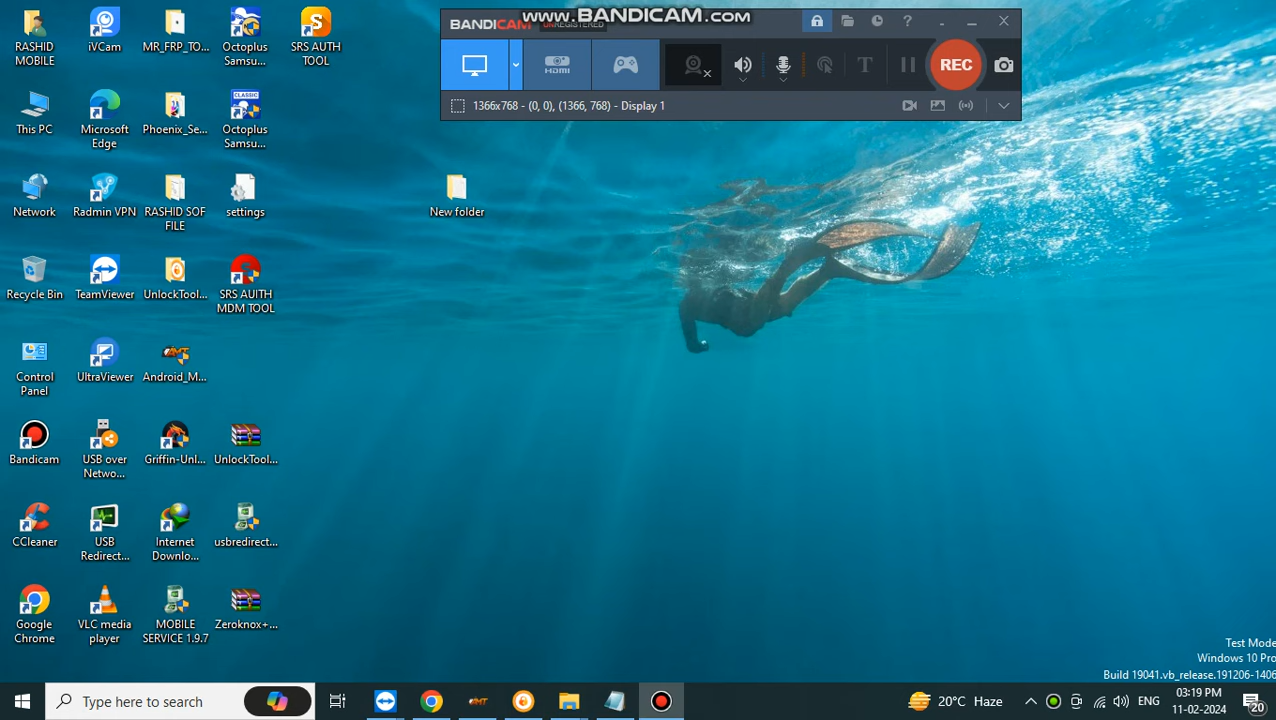 www.BANDICAM.com
BANDICAM UNREGISTERED
HDMI
T
REC
1366x768 - (0, 0), (1366, 768) - Display 1
RASHID
MOBILE
iVCam
MR_FRP_TO...
Octoplus
Samsu...
SRS AUTH
TOOL
This PC
Microsoft
Edge
Phoenix_Se...
CLASSIC
Octoplus
Samsu...
Network
Radmin VPN
RASHID SOF
FILE
settings
New folder
Recycle Bin
TeamViewer
UnlockTool...
SRS AUITH
MDM TOOL
Control
Panel
UltraViewer
Android_M...
Bandicam
USB over
Netwo...
Griffin-Unl...
UnlockTool...
CCleaner
USB
Redirect...
Internet
Downlo...
usbredirect...
Google
Chrome
VLC media
player
MOBILE
SERVICE 1.9.7
Zeroknox+...
Test Mode
Windows 10 Pro
Build 19041.vb_release.191206-1406
Type here to search
20°C Haze
ENG
03:19 PM
11-02-2024
20